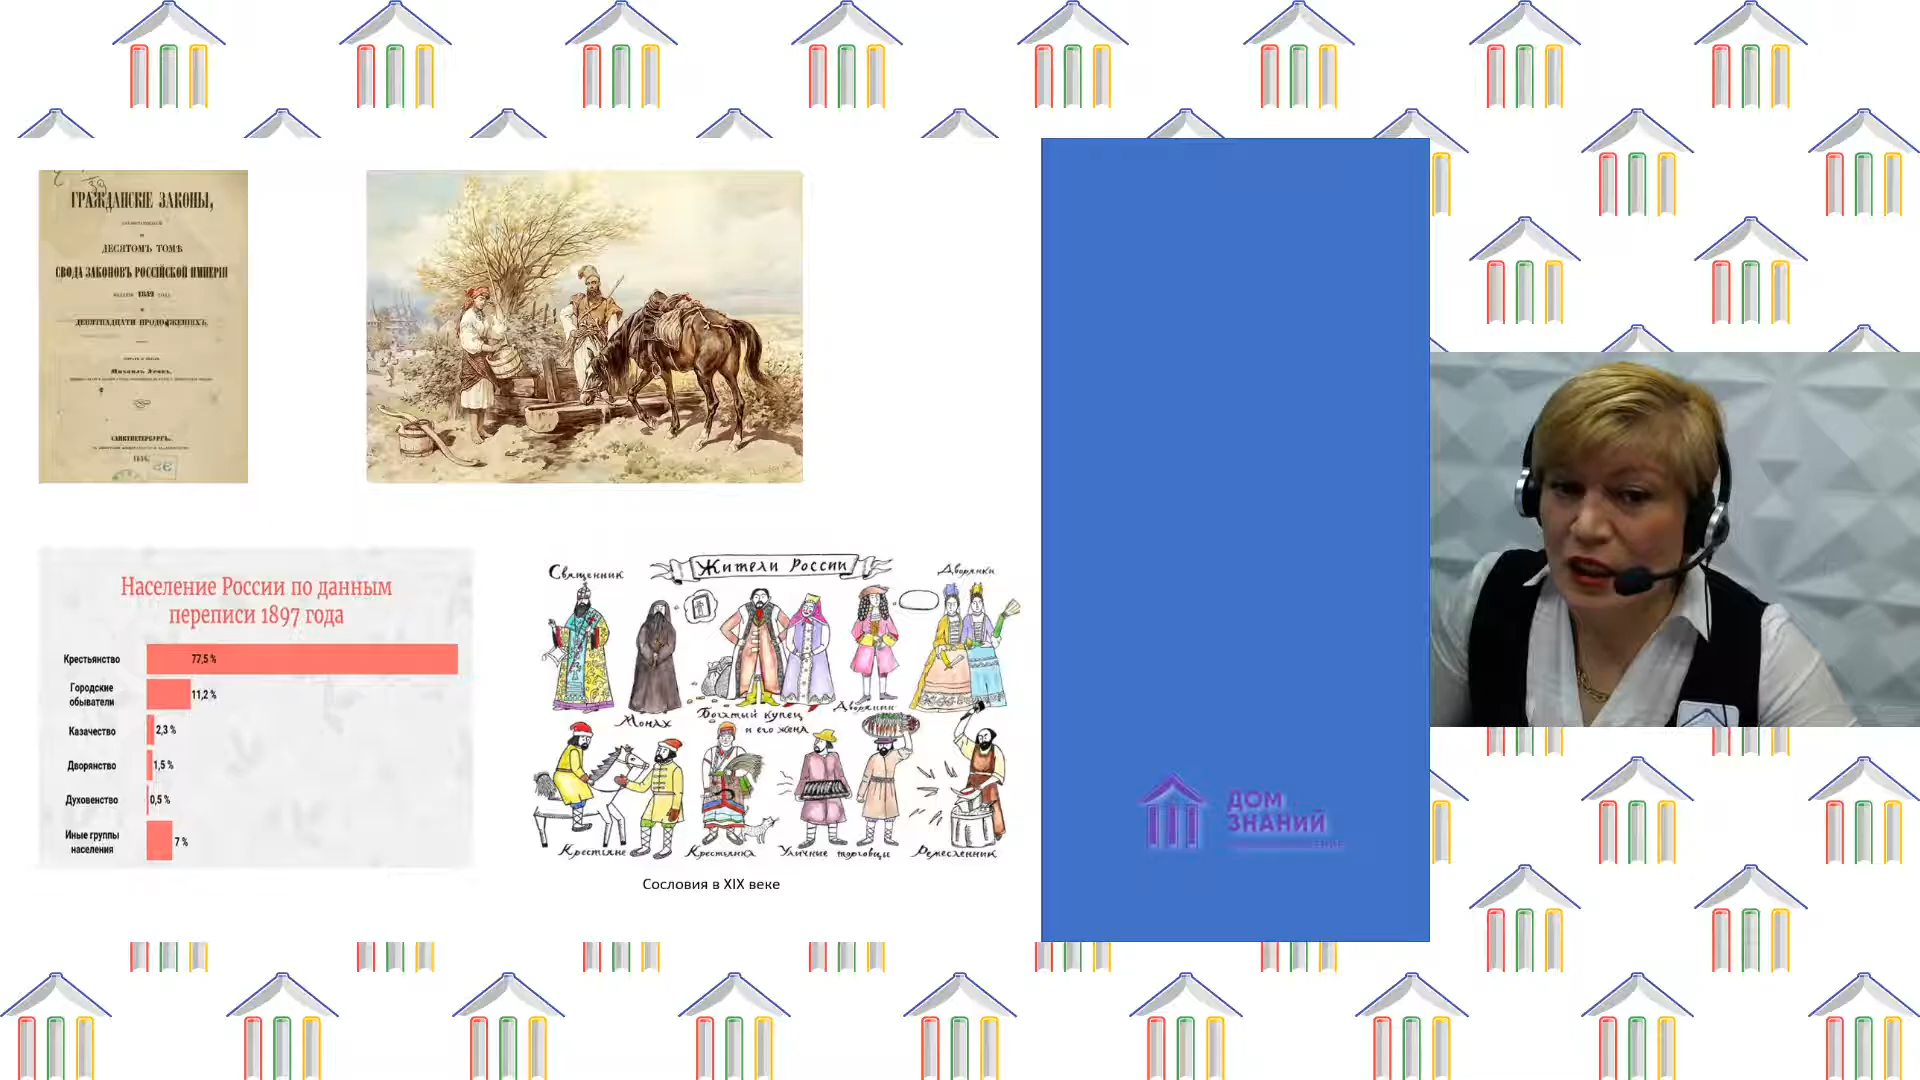 ГРАЖДАНСКІЕ ЗАКОНЫ,
ДЕСЯТОМЪ ТОМѢ
СВОДА ЗАКОНОВЪ РОССІЙСКОЙ ИМПЕРІИ
САНКТПЕТЕРБУРГЪ.
Население России по данным
переписи 1897 года
Крестьянство 77,5 %
Городские
обыватели 11,2 %
Казачество 2,3 %
Дворянство 1,5 %
Духовенство 0,5 %
Иные группы
населения 7 %
Жители России
Священник
Дворянки
Монах
Богатый купец
и его жена
Дворянин
Крестьяне
Крестьянка
Уличные торговцы
Ремесленник
Сословия в XIX веке
ДОМ
ЗНАНИЙ